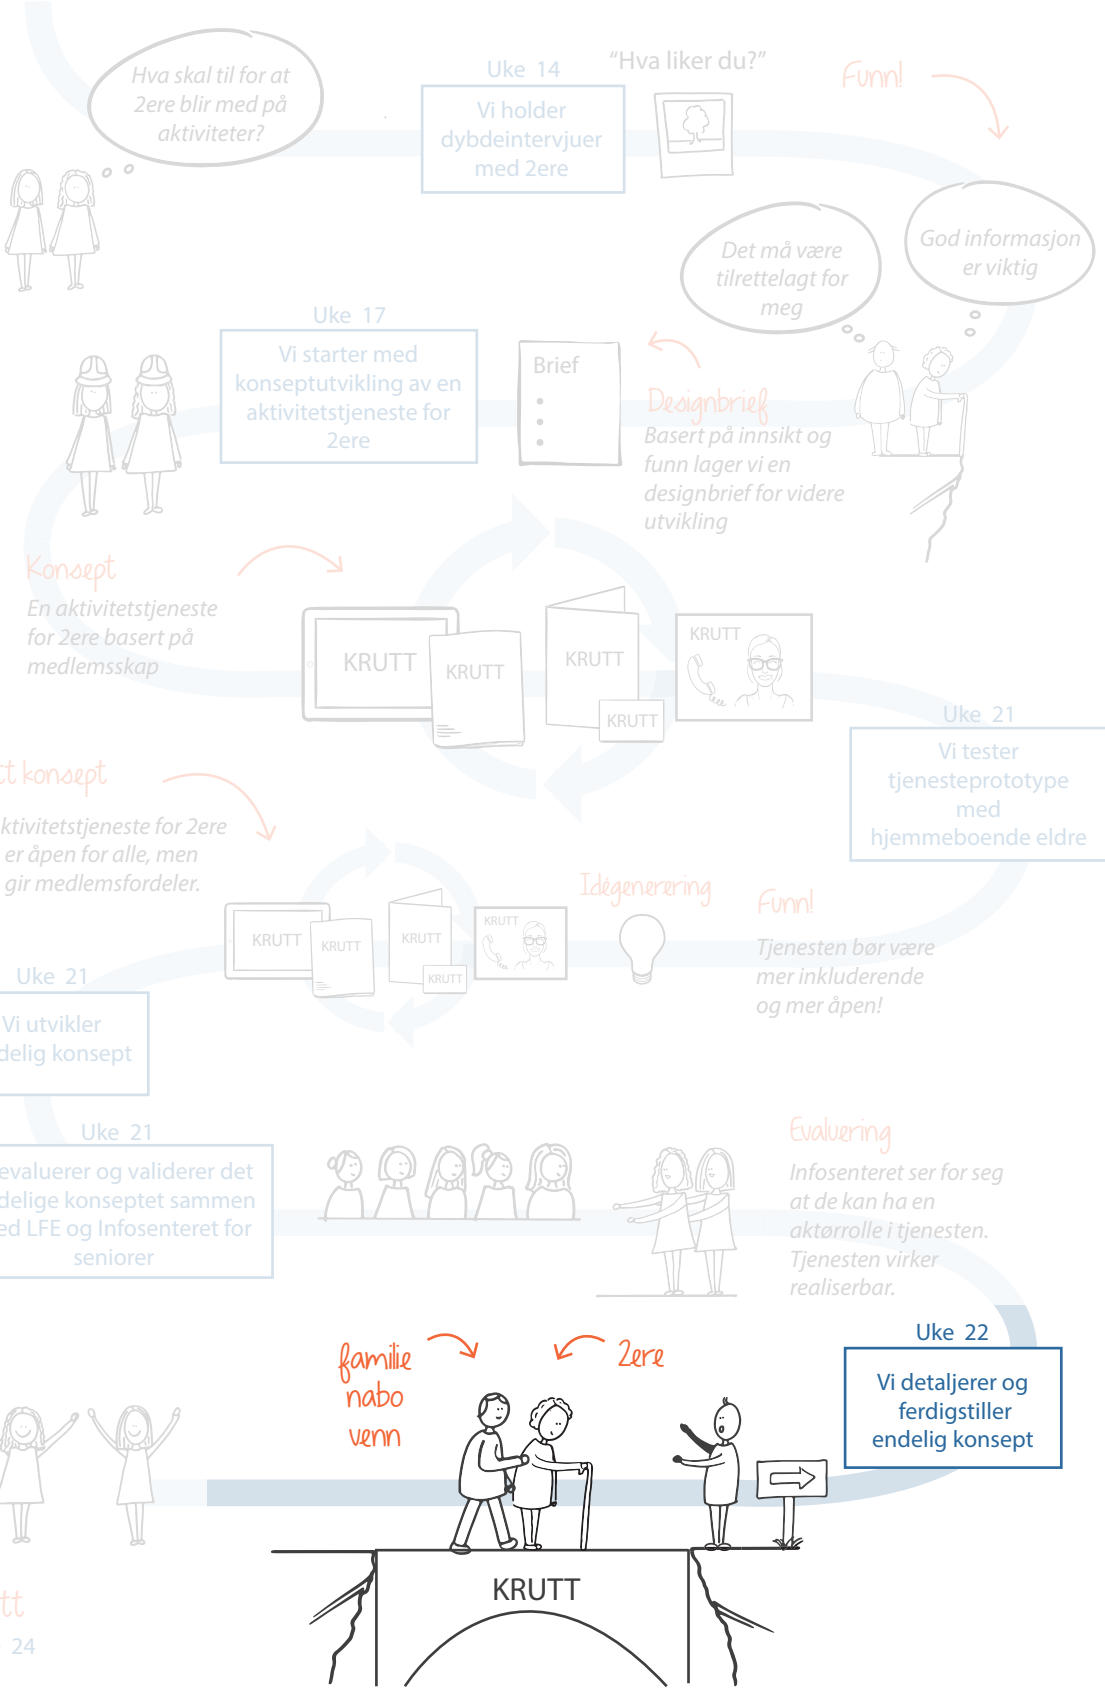 Hva skal til for at
2ere blir med på
aktiviteter?
Uke 14
Vi holder
dybdeintervjuer
med 2ere
"Hva liker du?"
Funn!
Det må være
tilrettelagt for
meg
God informasjon
er viktig
Uke 17
Vi starter med
konseptutvikling av en
aktivitetstjeneste for
2ere
Brief
Designbrief
Basert på innsikt og
funn lager vi en
designbrief for videre
utvikling
Konsept
En aktivitetstjeneste
for 2ere basert på
medlemsskap
KRUTT
KRUTT
KRUTT
KRUTT
KRUTT
Uke 21
Vi tester
tjenesteprototype
med
hjemmeboende eldre
tt konsept
ktivitetstjeneste for 2ere
er åpen for alle, men
gir medlemsfordeler.
KRUTT
KRUTT
KRUTT
KRUTT
KRUTT
Idégenerering
Funn!
Tjenesten bør være
mer inkluderende
og mer åpen!
Uke 21
Vi utvikler
delig konsept
Uke 21
evaluerer og validerer det
delige konseptet sammen
ed LFE og Infosenteret for
seniorer
Evaluering
Infosenteret ser for seg
at de kan ha en
aktørrolle i tjenesten.
Tjenesten virker
realiserbar.
Uke 22
Vi detaljerer og
ferdigstiller
endelig konsept
familie
nabo
venn
2ere
KRUTT
tt
24